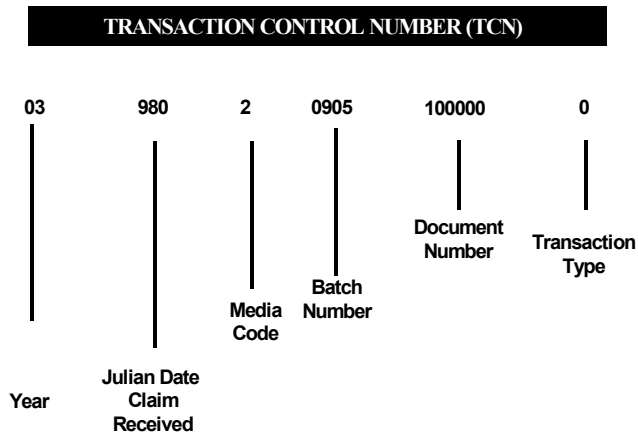 TRANSACTION CONTROL NUMBER (TCN)
03 980 2 0905 100000 0
Document
Number
Transaction
Type
Batch
Number
Media
Code
Julian Date
Claim
Received
Year